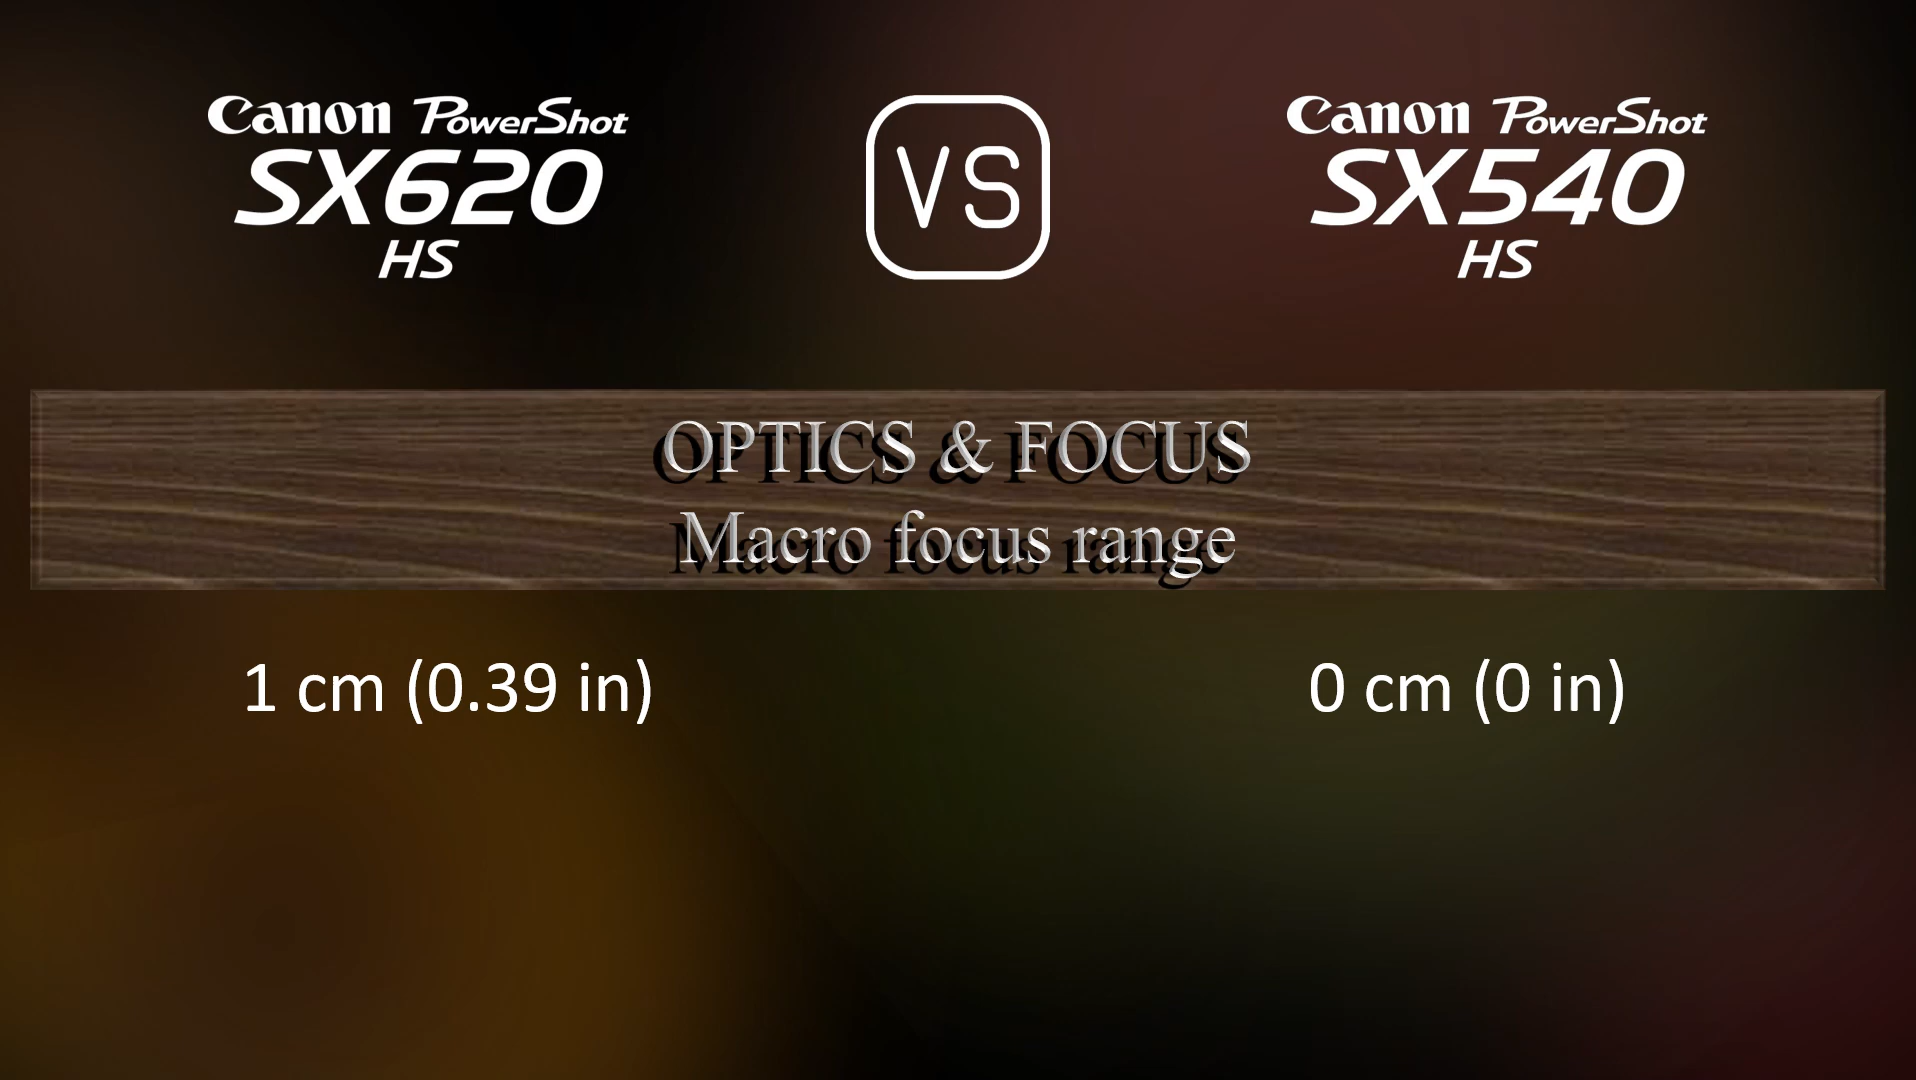 Canon PowerShot
SX620
HS
VS
Canon PowerShot
SX540
HS
OPTICS & FOCUS
Macro focus range
1 cm (0.39 in)
0 cm (0 in)